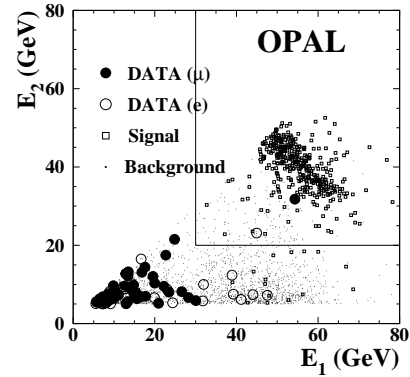 E2 (GeV)
80
60
40
20
0
OPAL
DATA (μ)
DATA (e)
Signal
Background
0 20 40 60 80
E1 (GeV)